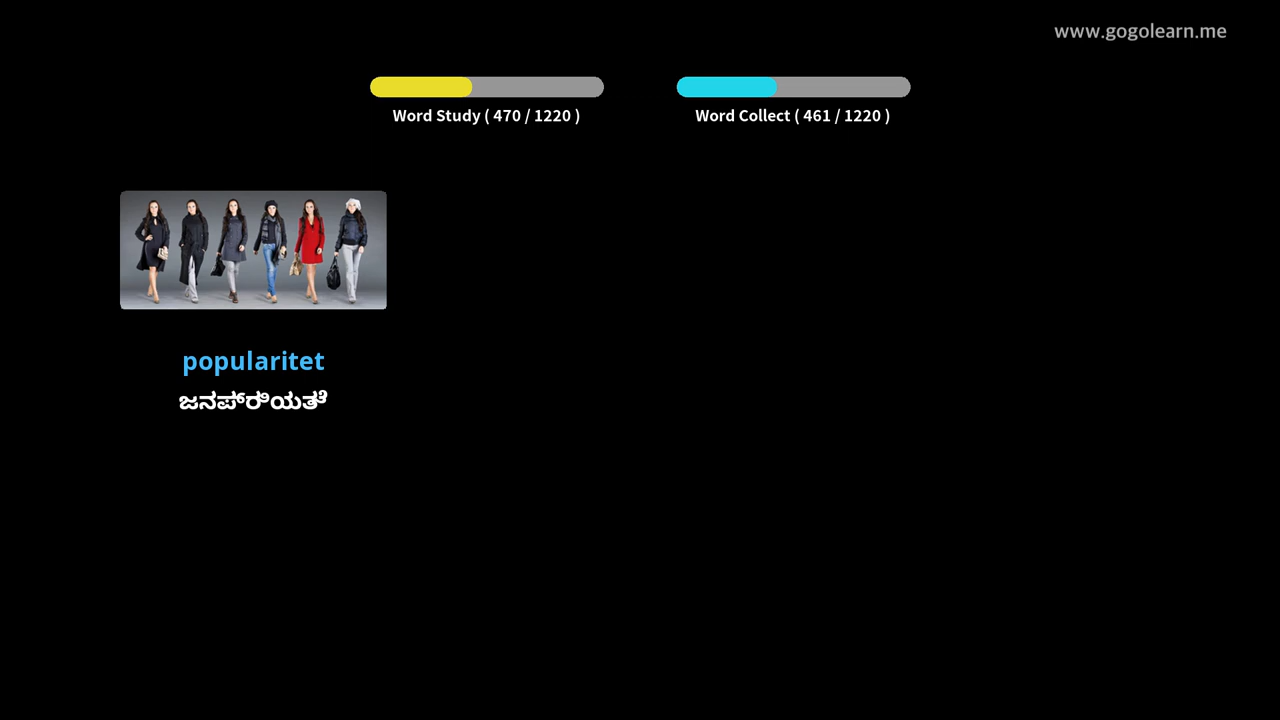 www.gogolearn.me
Word Study ( 470 / 1220 )
Word Collect ( 461 / 1220 )
popularitet
ಜನಪ್ರಿಯತೆ